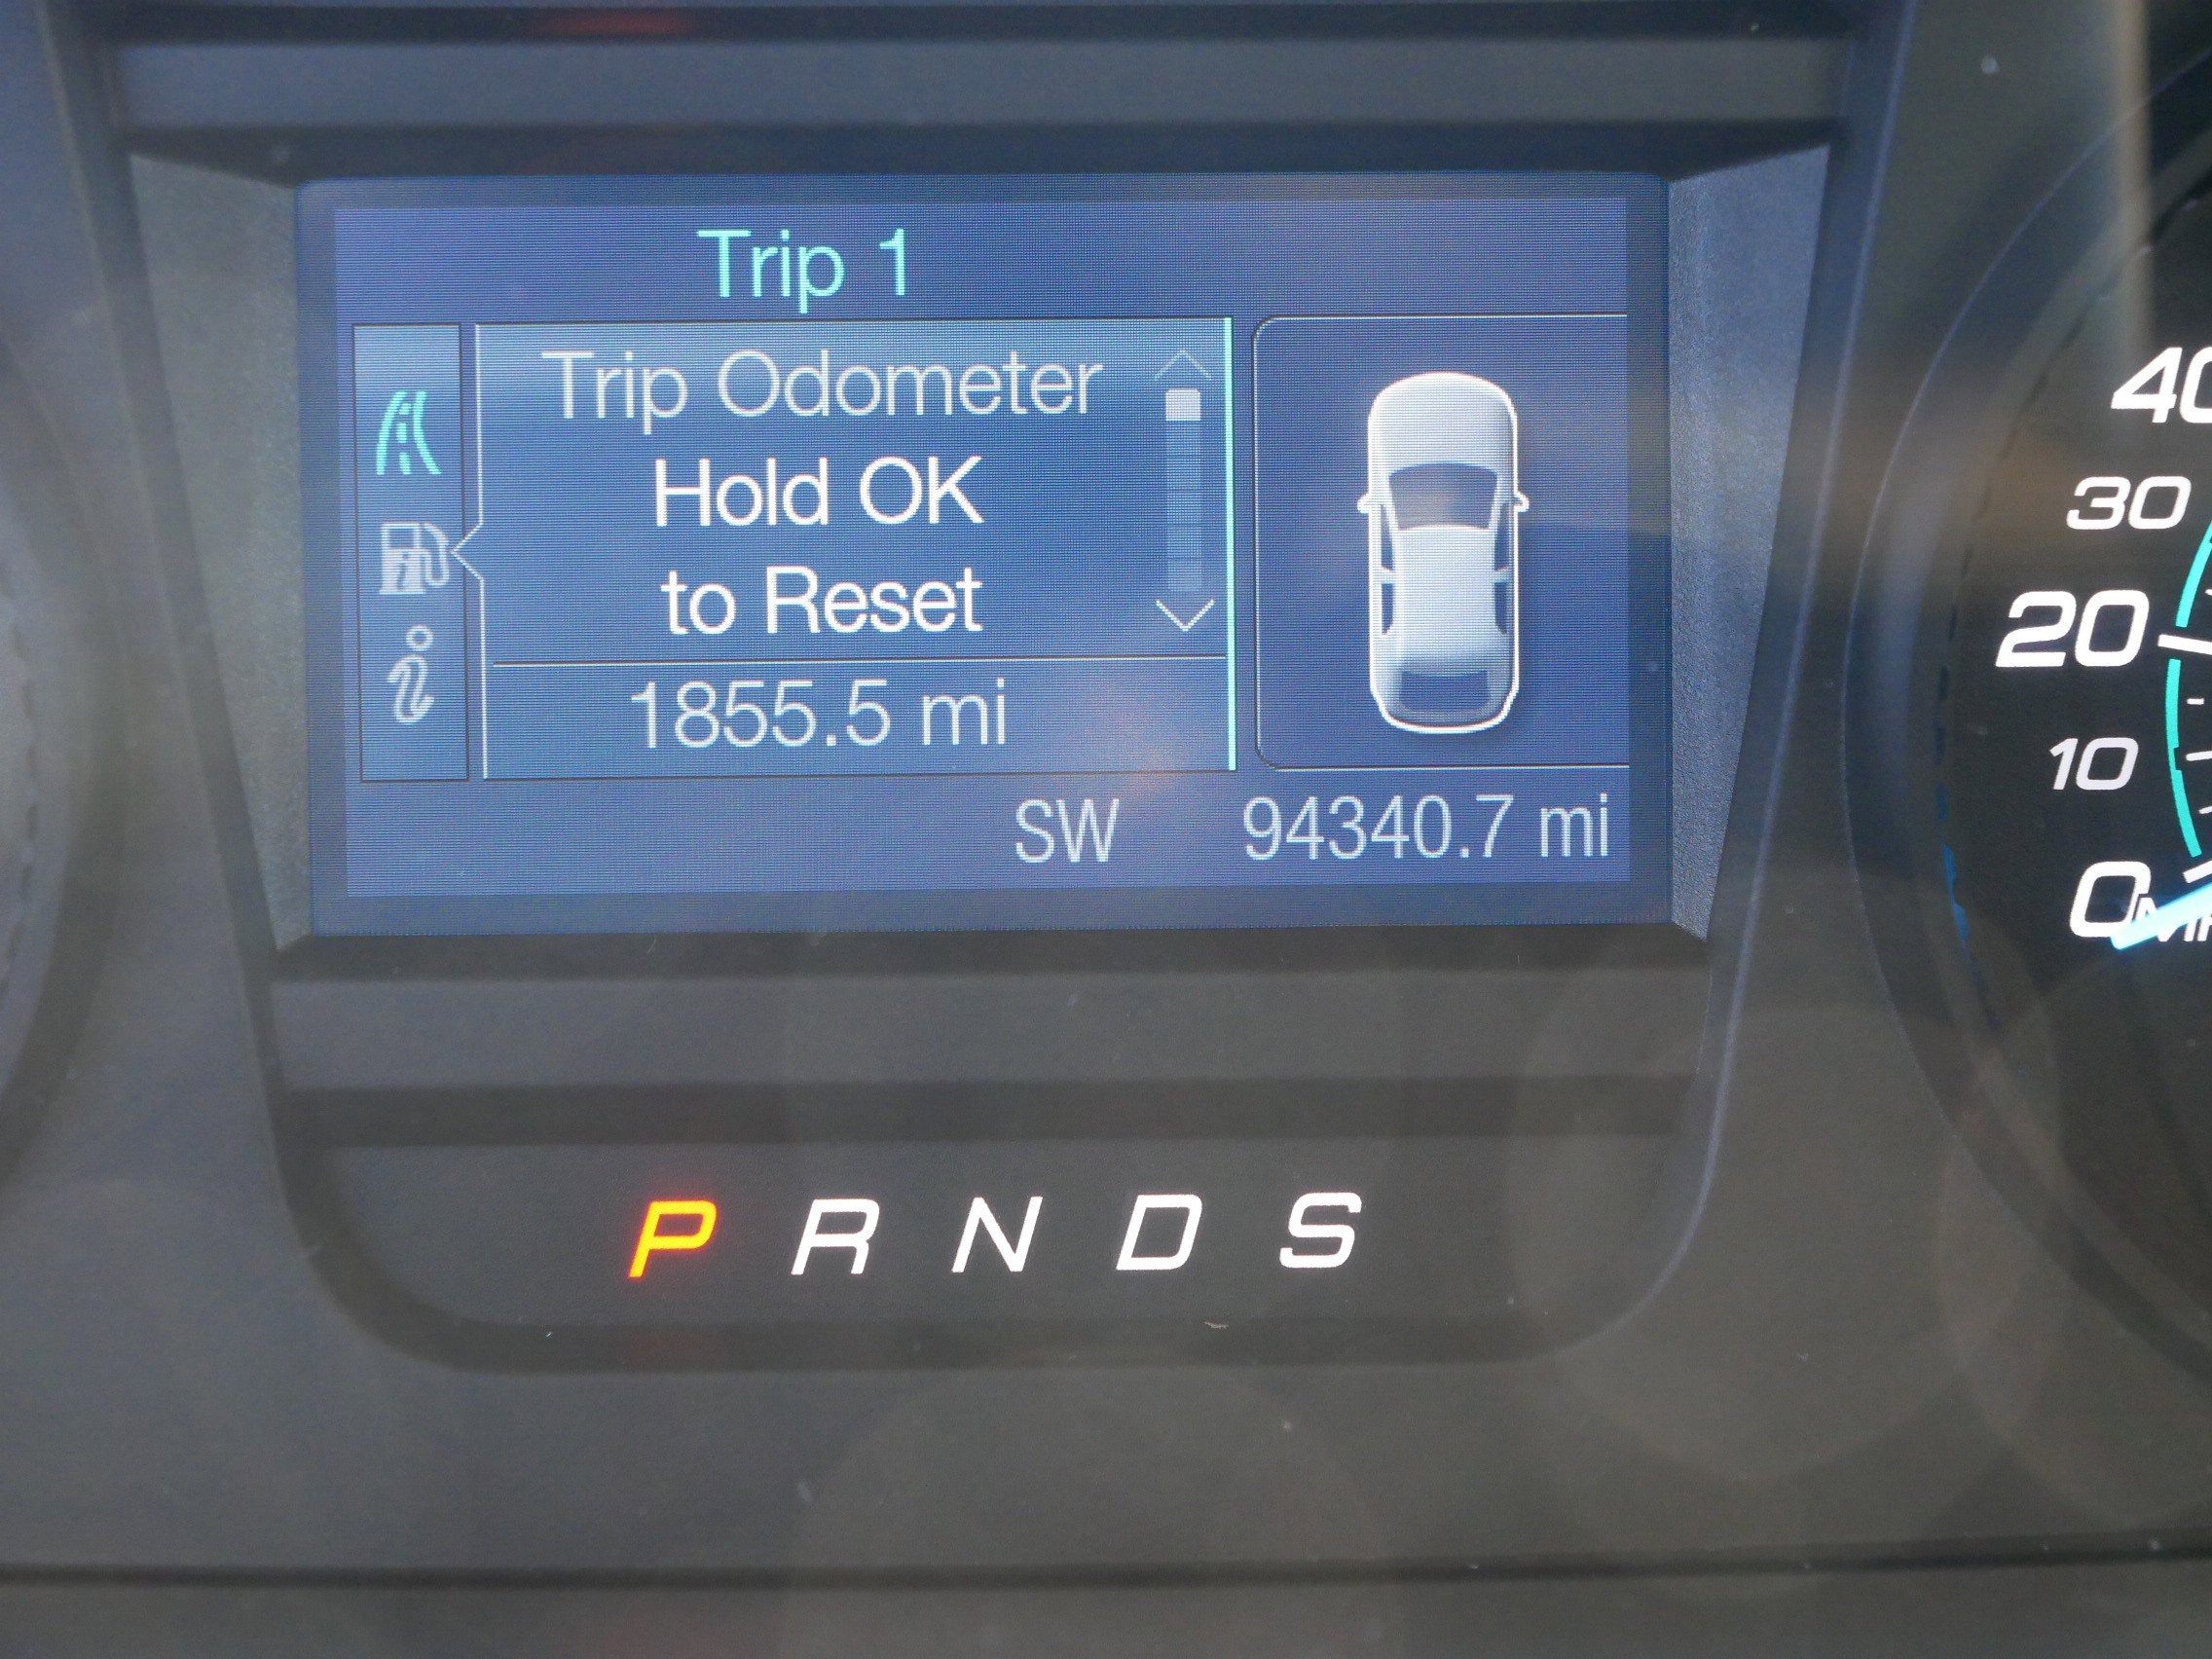 Trip 1
Trip Odometer
Hold OK
to Reset
1855.5 mi
SW 94340.7 mi
P R N D S
40
30
20
10
0